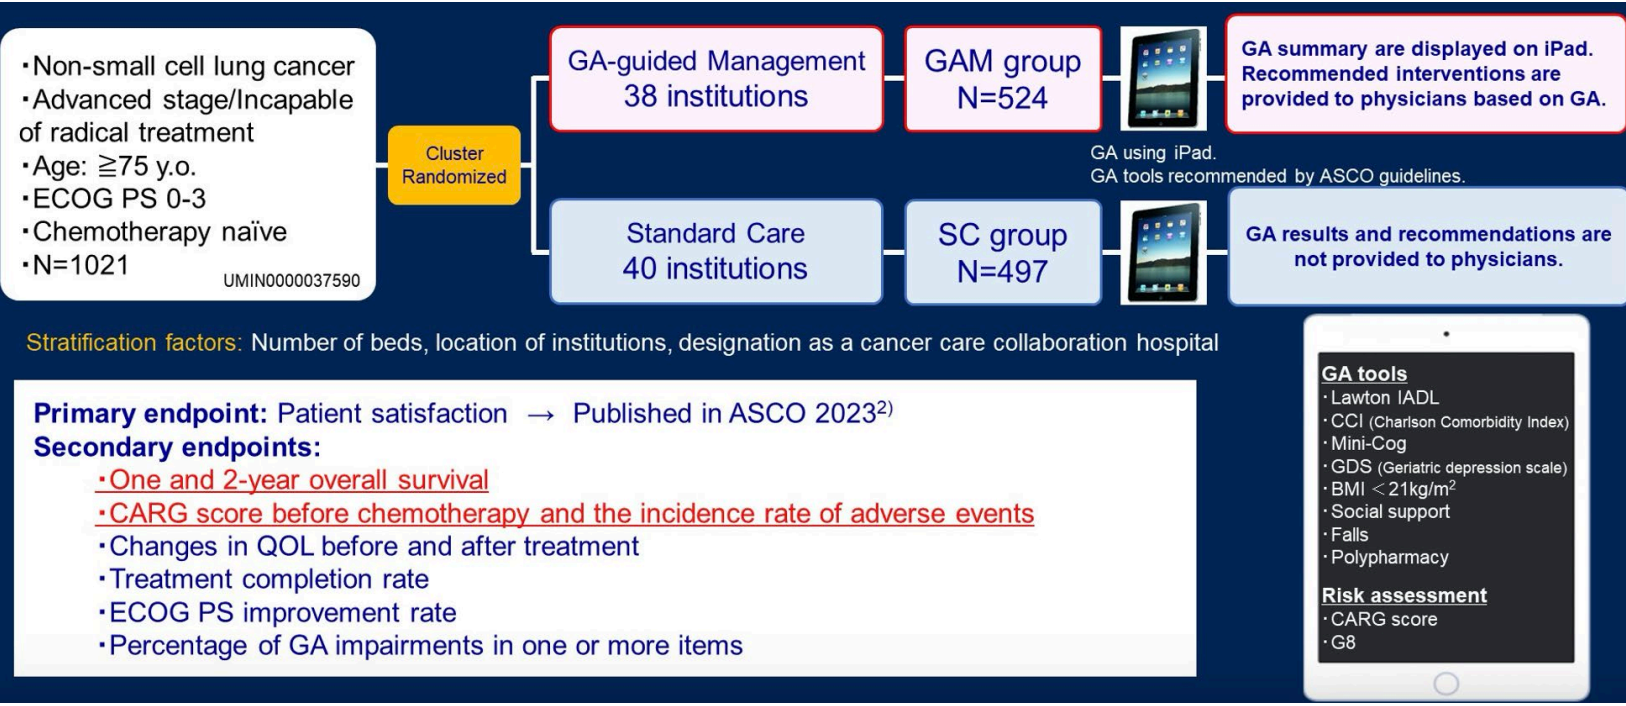 ・Non-small cell lung cancer
・Advanced stage/Incapable
of radical treatment
・Age: ≧75 y.o.
・ECOG PS 0-3
・Chemotherapy naïve
・N=1021
UMIN0000037590
Cluster
Randomized
GA-guided Management
38 institutions
GAM group
N=524
GA summary are displayed on iPad.
Recommended interventions are
provided to physicians based on GA.
GA using iPad.
GA tools recommended by ASCO guidelines.
Standard Care
40 institutions
SC group
N=497
GA results and recommendations are
not provided to physicians.
Stratification factors: Number of beds, location of institutions, designation as a cancer care collaboration hospital
Primary endpoint: Patient satisfaction → Published in ASCO 2023²⁾
Secondary endpoints:
・One and 2-year overall survival
・CARG score before chemotherapy and the incidence rate of adverse events
・Changes in QOL before and after treatment
・Treatment completion rate
・ECOG PS improvement rate
・Percentage of GA impairments in one or more items
GA tools
・Lawton IADL
・CCI (Charlson Comorbidity Index)
・Mini-Cog
・GDS (Geriatric depression scale)
・BMI ＜21kg/m²
・Social support
・Falls
・Polypharmacy
Risk assessment
・CARG score
・G8